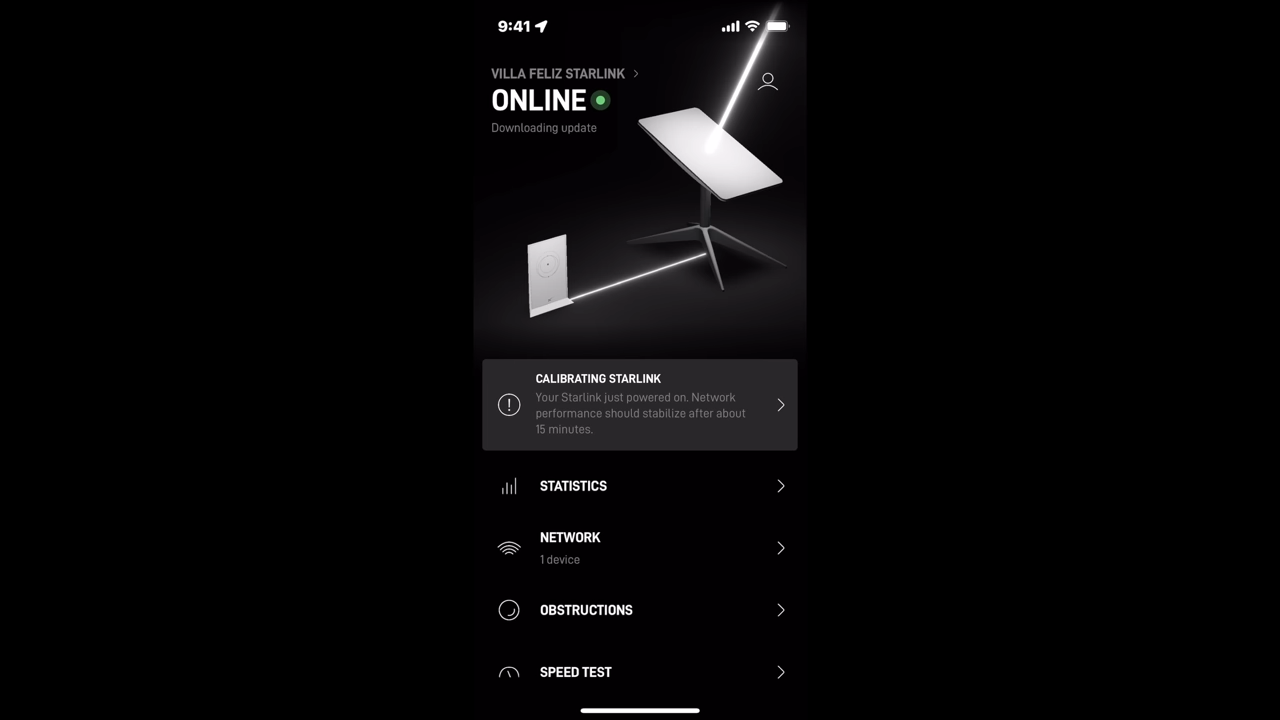 9:41
VILLA FELIZ STARLINK
ONLINE
Downloading update
CALIBRATING STARLINK
Your Starlink just powered on. Network
performance should stabilize after about
15 minutes.
STATISTICS
NETWORK
1 device
OBSTRUCTIONS
SPEED TEST